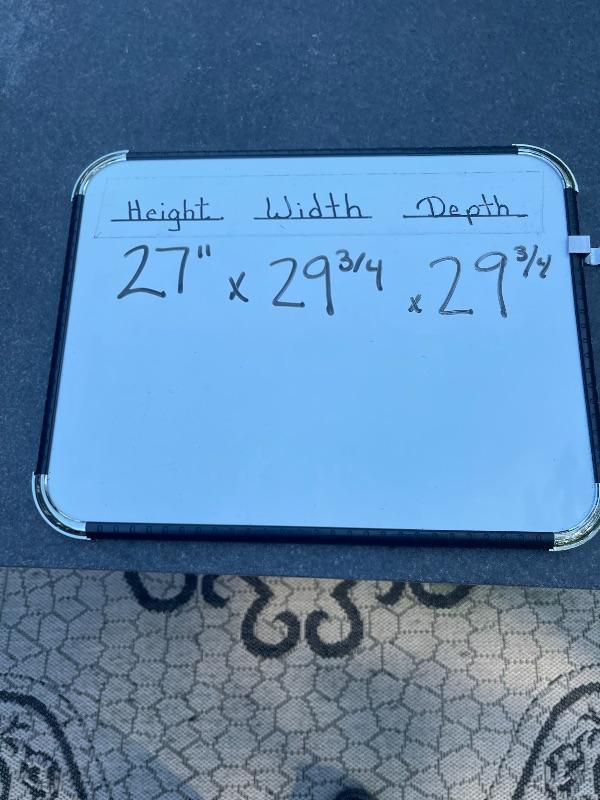 Height Width Depth
27" x 29 3/4 x 29 3/4